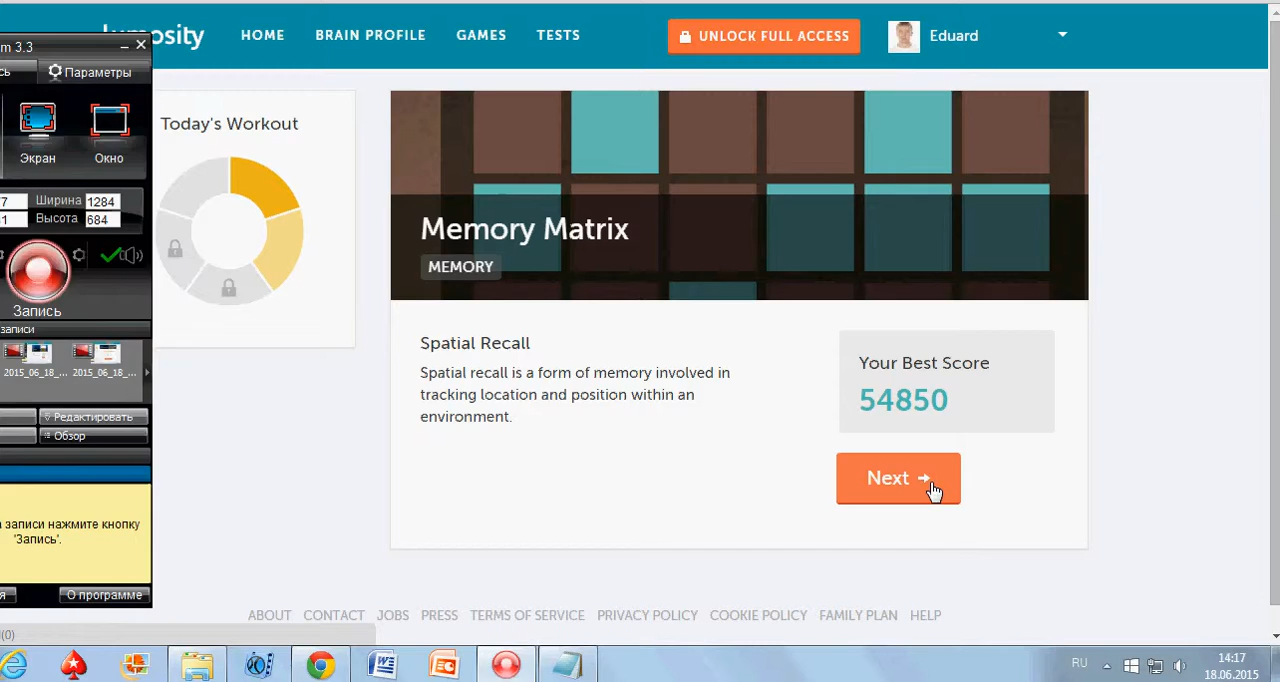 lumosity
HOME
BRAIN PROFILE
GAMES
TESTS
UNLOCK FULL ACCESS
Eduard
m 3.3
Параметры
Экран
Окно
Ширина 1284
Высота 684
Запись
записи
2015_06_18_... 2015_06_18_...
Редактировать
Обзор
записи нажмите кнопку
'Запись'.
О программе
Today's Workout
Memory Matrix
MEMORY
Spatial Recall
Spatial recall is a form of memory involved in
tracking location and position within an
environment.
Your Best Score
54850
Next
ABOUT CONTACT JOBS PRESS TERMS OF SERVICE PRIVACY POLICY COOKIE POLICY FAMILY PLAN HELP
(0)
RU
14:17
18.06.2015